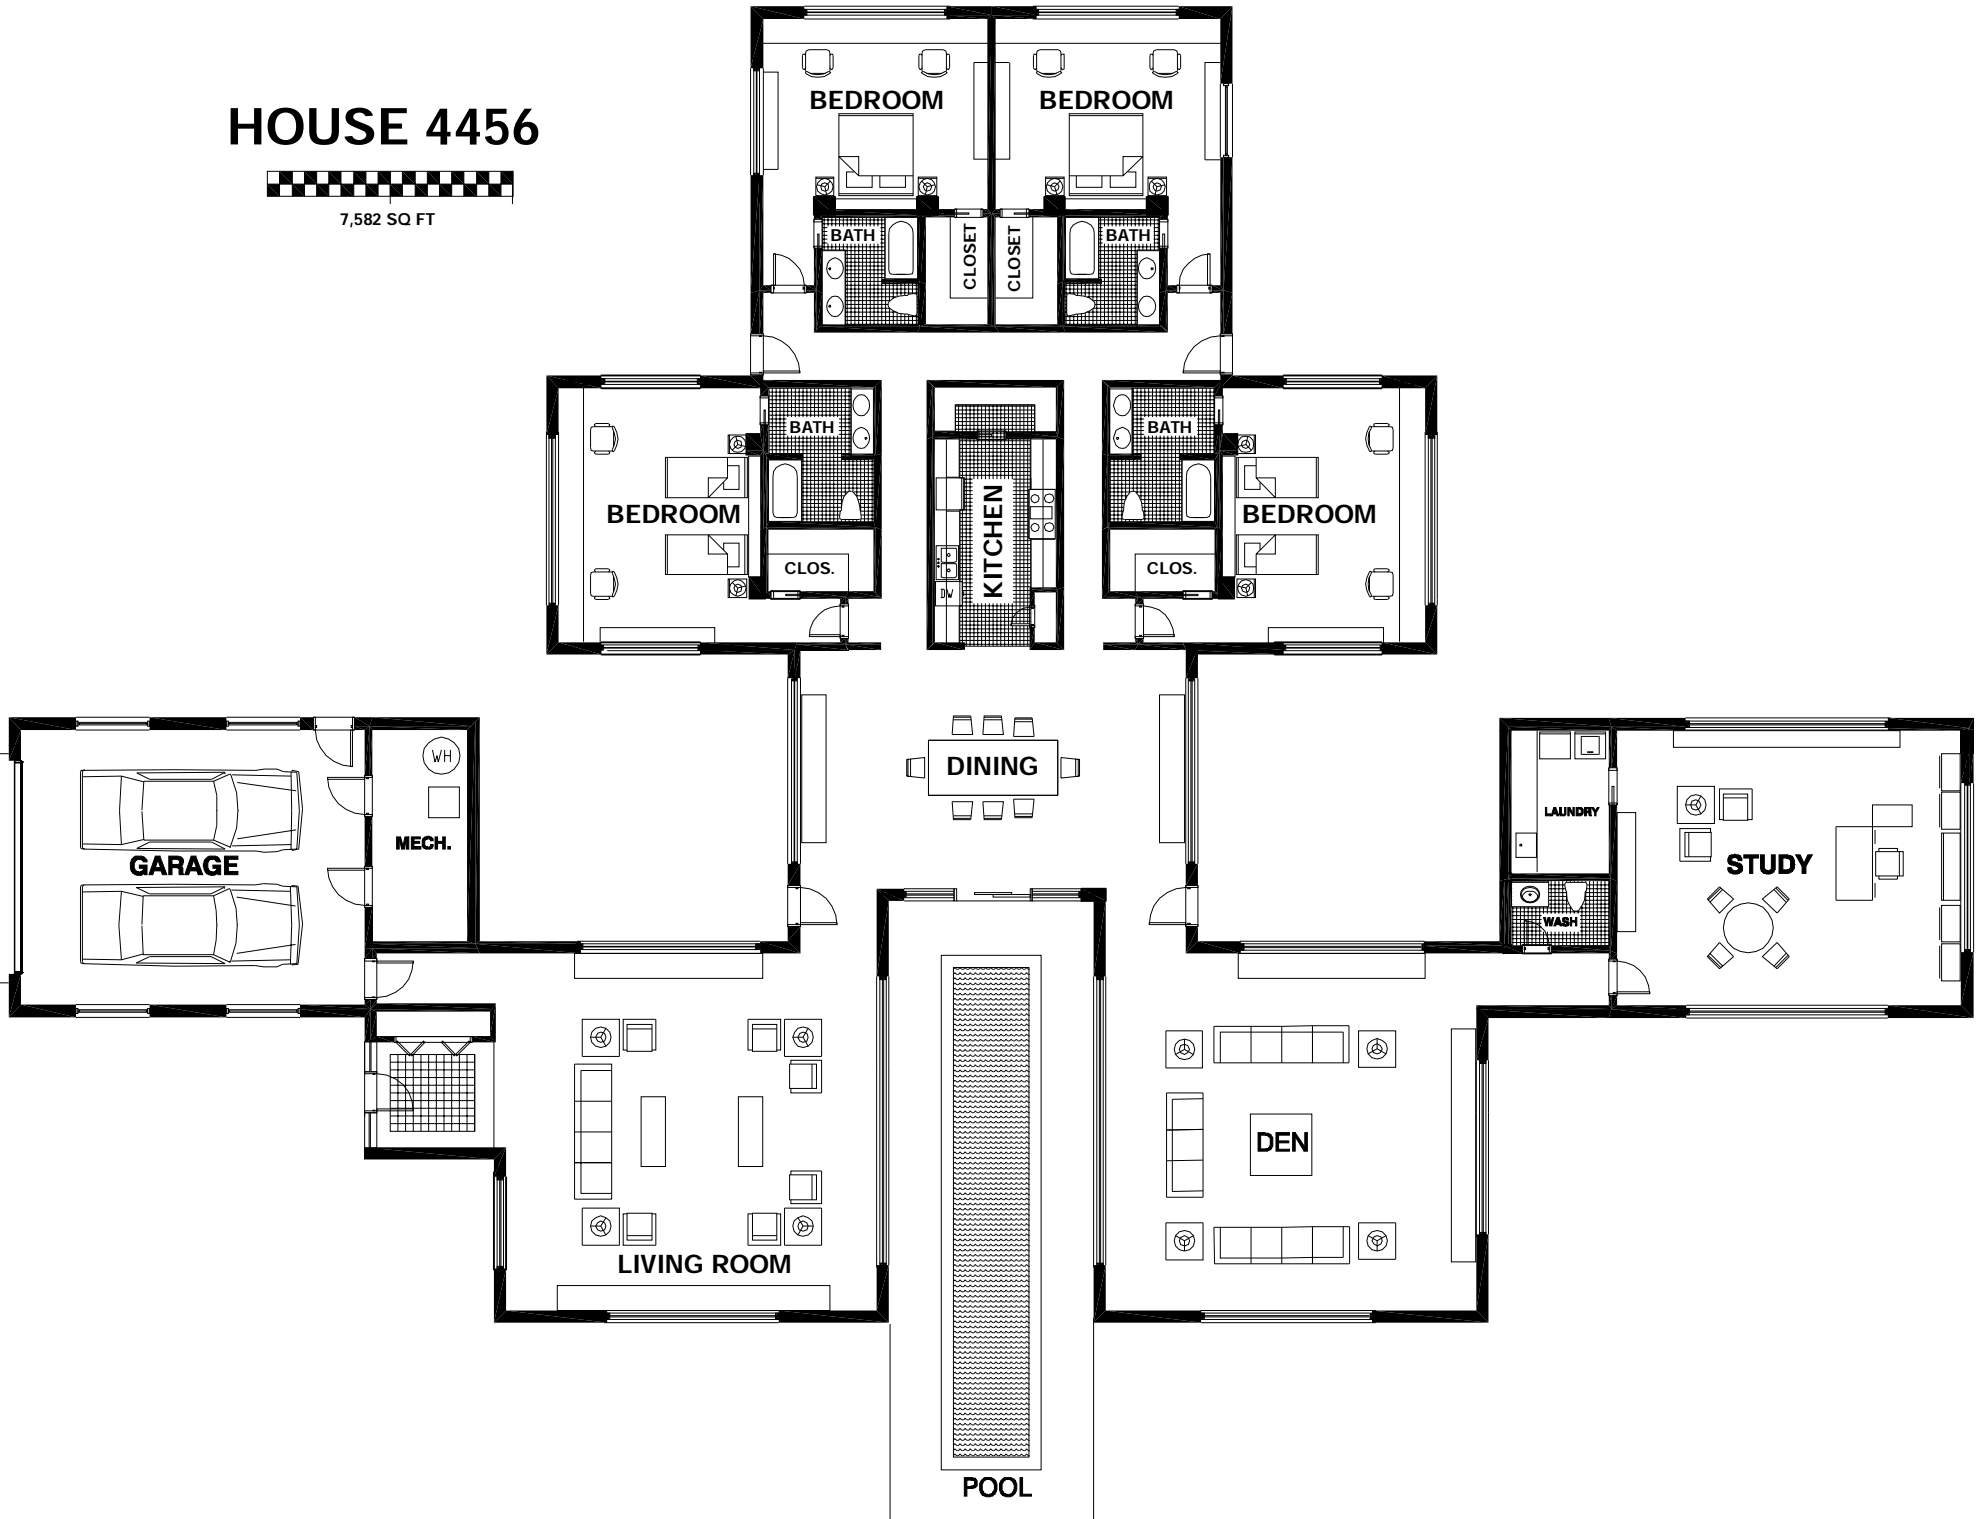 HOUSE 4456
7,582 SQ FT
BEDROOM
BEDROOM
BATH
CLOSET
CLOSET
BATH
BATH
BATH
BEDROOM
KITCHEN
BEDROOM
CLOS.
DW
CLOS.
DINING
WH
MECH.
GARAGE
LAUNDRY
STUDY
WASH
DEN
LIVING ROOM
POOL